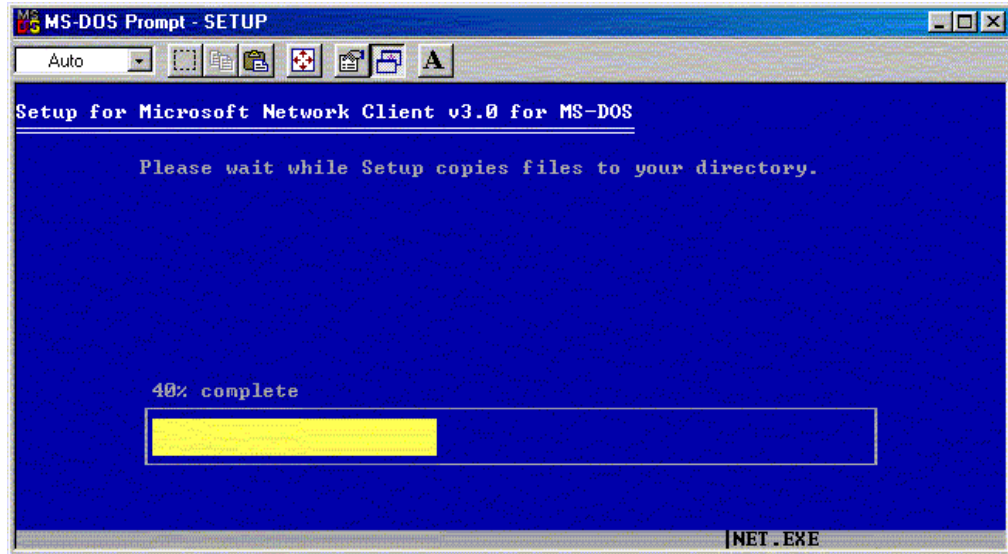 MS-DOS Prompt - SETUP
Auto
A
Setup for Microsoft Network Client v3.0 for MS-DOS
Please wait while Setup copies files to your directory.
40% complete
NET.EXE